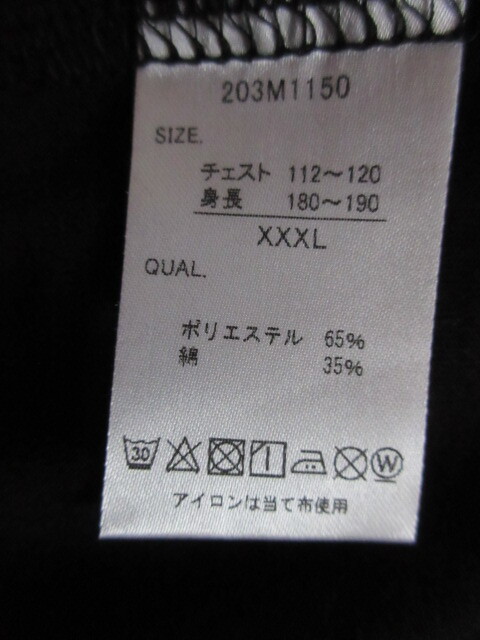 203M1150
SIZE.
チェスト 112～120
身長 180～190
XXXL
QUAL.
ポリエステル 65%
綿 35%
30 W
アイロンは当て布使用